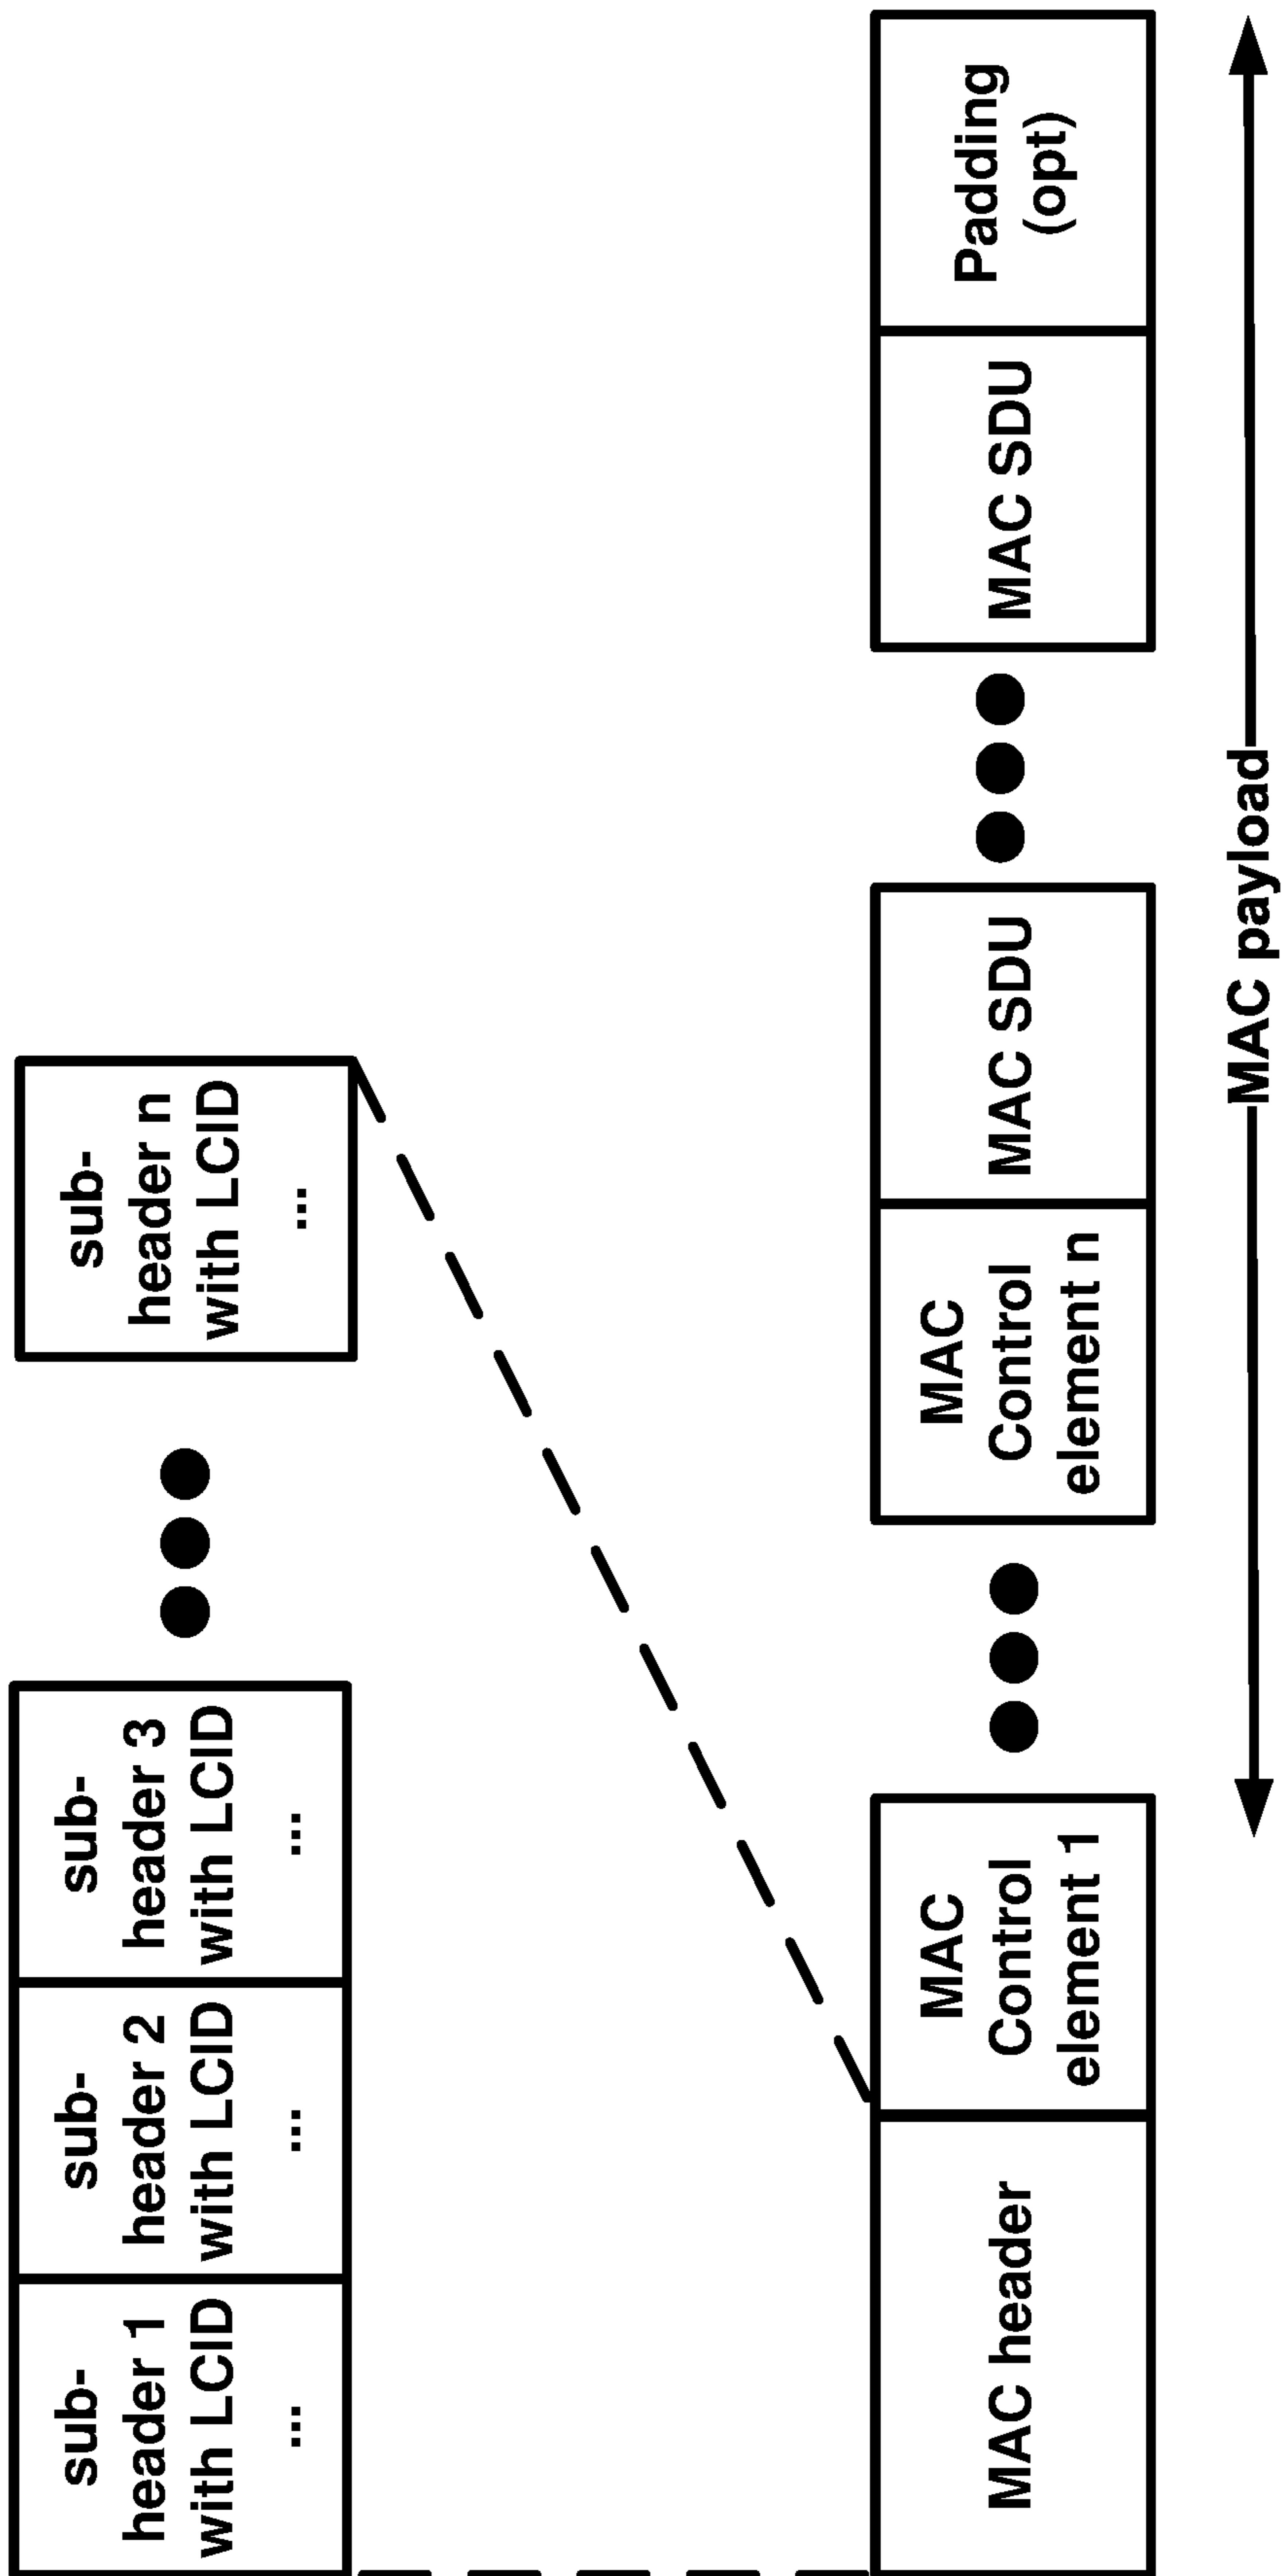 sub-
header 1
with LCID
...
sub-
header 2
with LCID
...
sub-
header 3
with LCID
...
sub-
header n
with LCID
...
MAC header
MAC
Control
element 1
MAC
Control
element n
MAC SDU
MAC SDU
Padding
(opt)
MAC payload